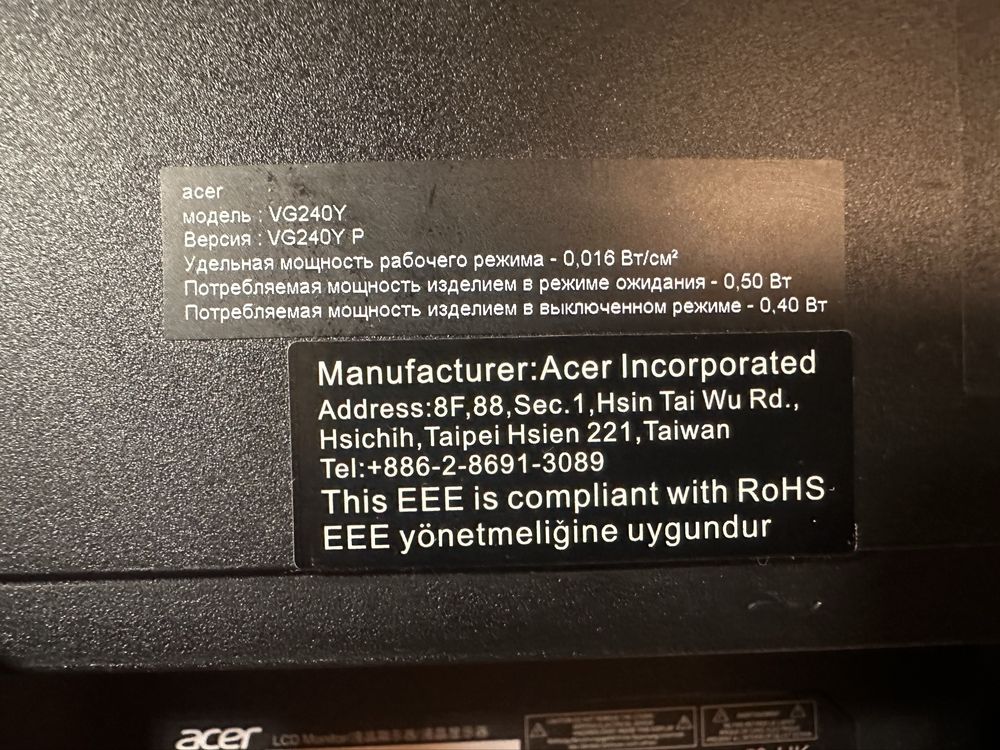 acer
модель : VG240Y
Версия : VG240Y P
Удельная мощность рабочего режима - 0,016 Вт/см²
Потребляемая мощность изделием в режиме ожидания - 0,50 Вт
Потребляемая мощность изделием в выключенном режиме - 0,40 Вт
Manufacturer:Acer Incorporated
Address:8F,88,Sec.1,Hsin Tai Wu Rd.,
Hsichih,Taipei Hsien 221,Taiwan
Tel:+886-2-8691-3089
This EEE is compliant with RoHS
EEE yönetmeliğine uygundur
acer LCD Monitor